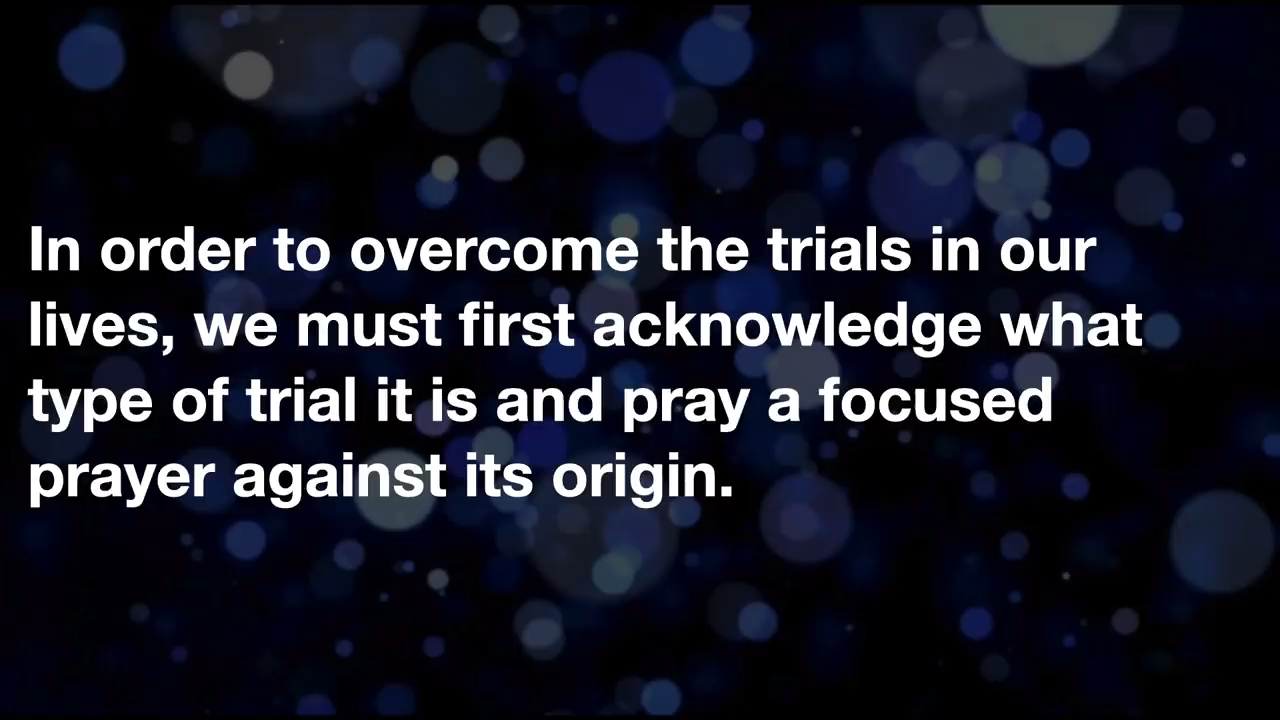 In order to overcome the trials in our
lives, we must first acknowledge what
type of trial it is and pray a focused
prayer against its origin.